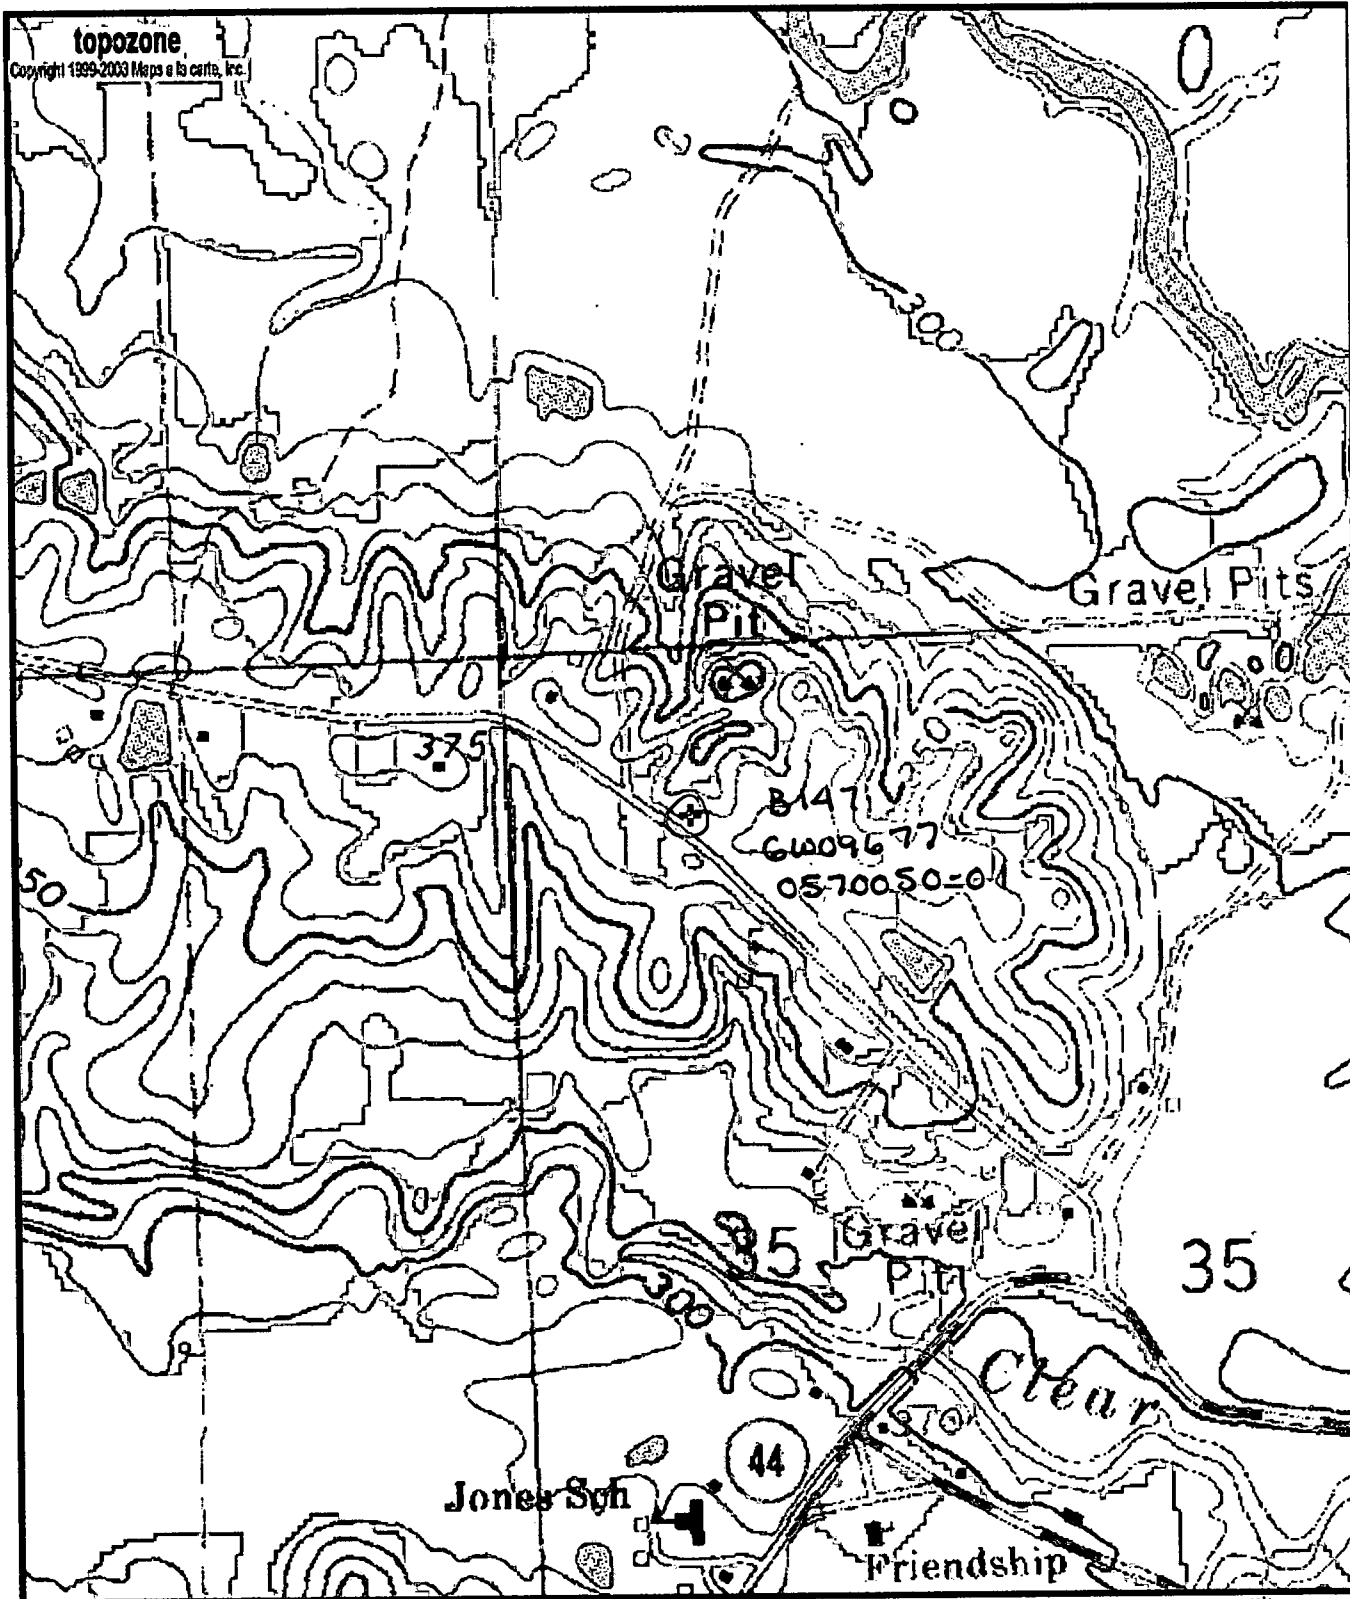 topozone
Copyright 1999-2003 Maps a la carte, Inc.
300
Gravel
Pit
Gravel Pits
375
B147
GW09677
0570050-01
50
35
Gravel
Pit
35
300
Clear
370
44
Jones Sch
Friendship